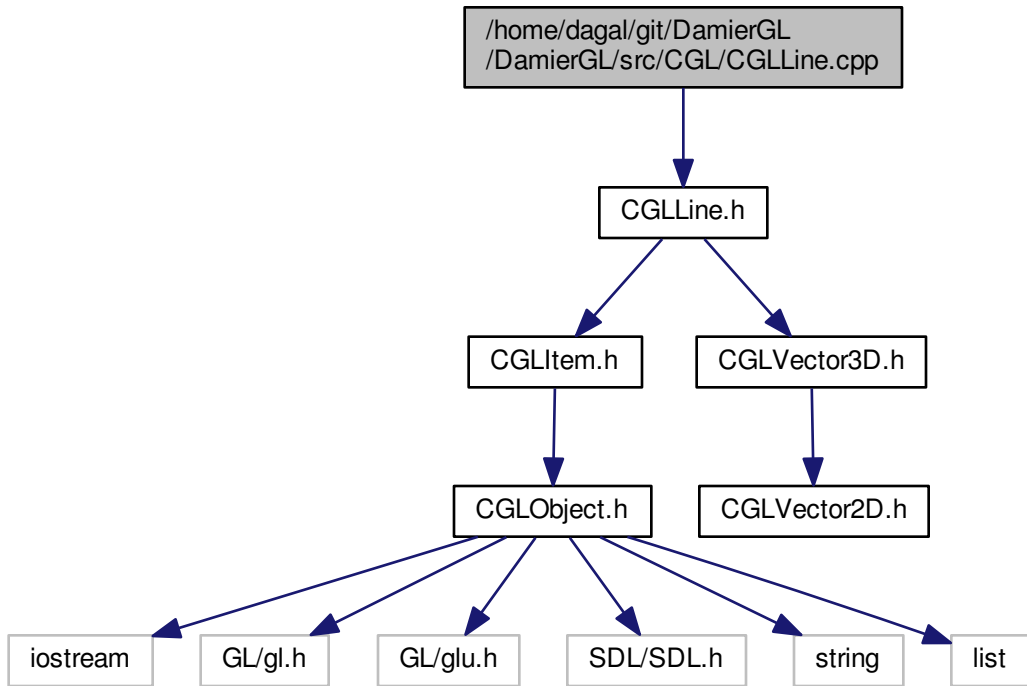 /home/dagal/git/DamierGL
/DamierGL/src/CGL/CGLLine.cpp
CGLLine.h
CGLItem.h
CGLVector3D.h
CGLObject.h
CGLVector2D.h
iostream
GL/gl.h
GL/glu.h
SDL/SDL.h
string
list